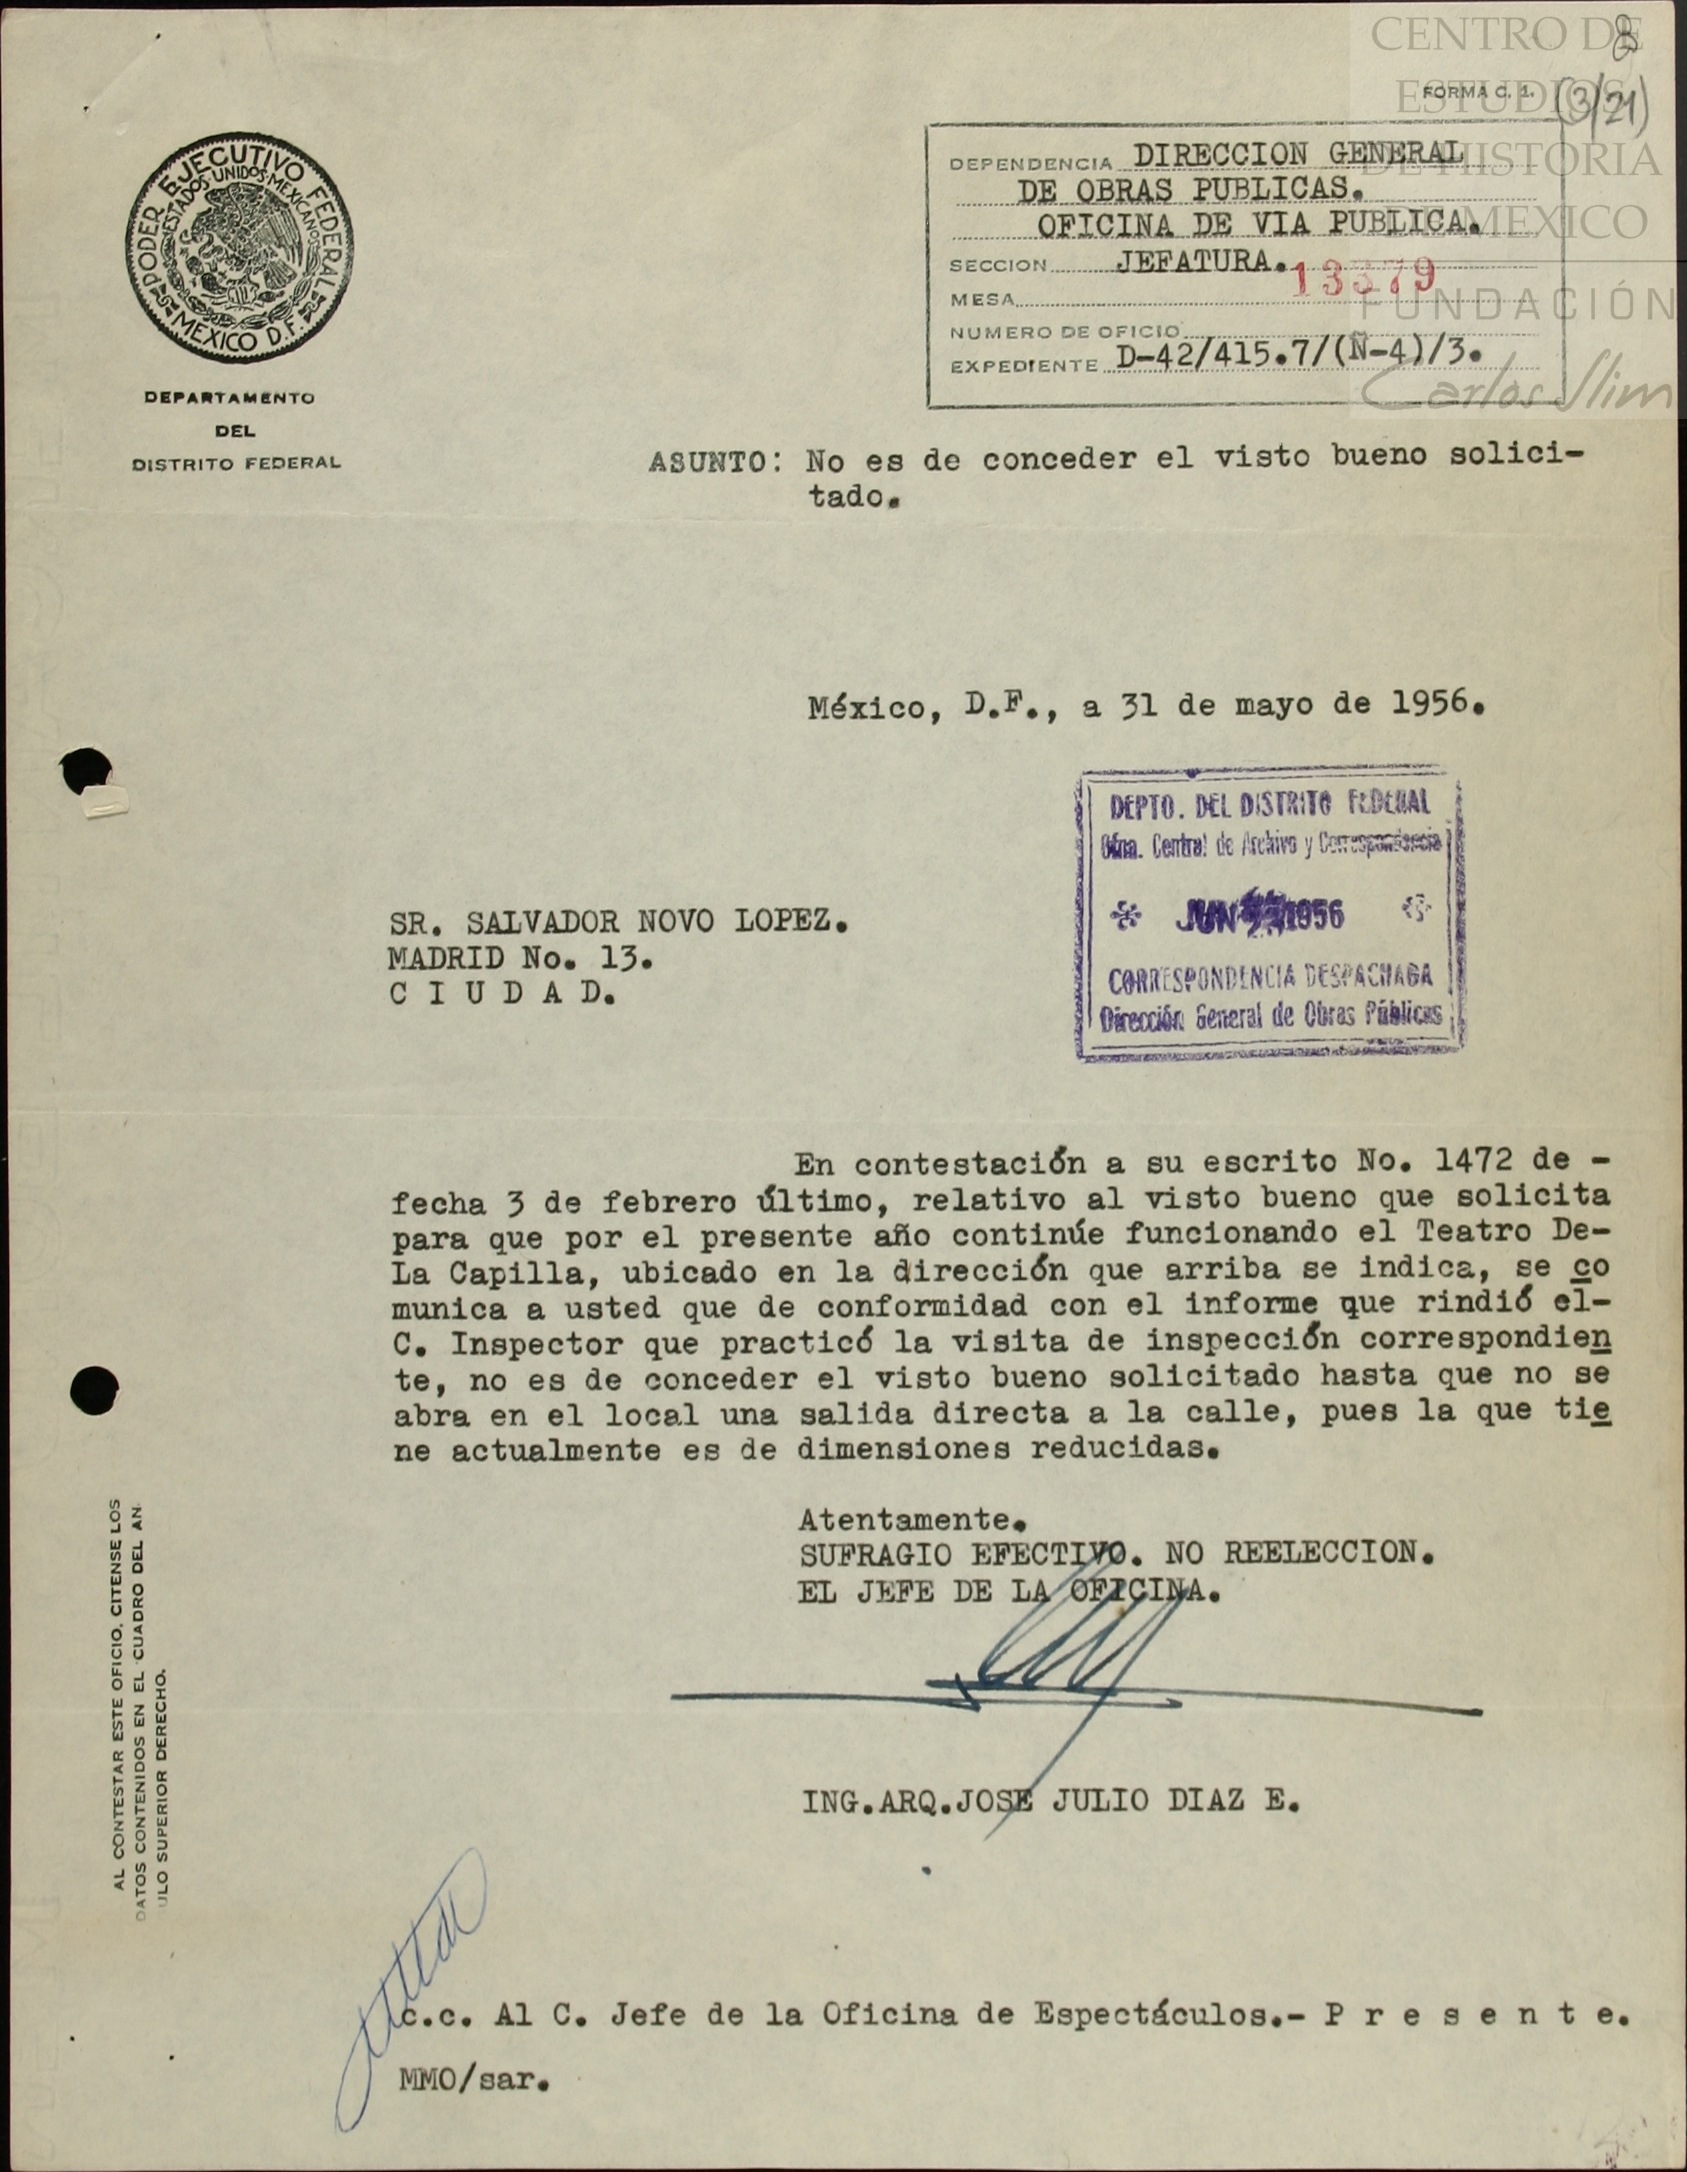 CENTRO DE
ESTUDIOS
DE HISTORIA
DE MEXICO
FUNDACIÓN
Carlos Slim
8
FORMA C. 1.
(3/21)
PODER EJECUTIVO FEDERAL
ESTADOS UNIDOS MEXICANOS
MEXICO D.F.
DEPARTAMENTO
DEL
DISTRITO FEDERAL
DEPENDENCIA DIRECCION GENERAL
DE OBRAS PUBLICAS.
OFICINA DE VIA PUBLICA.
SECCION JEFATURA.
13379
MESA
NUMERO DE OFICIO
EXPEDIENTE D-42/415.7/(Ñ-4)/3.
ASUNTO: No es de conceder el visto bueno solici-
tado.
México, D.F., a 31 de mayo de 1956.
DEPTO. DEL DISTRITO FEDERAL
Ofna. Central de Archivo y Correspondencia
JUN 1956
CORRESPONDENCIA DESPACHADA
Dirección General de Obras Públicas
SR. SALVADOR NOVO LOPEZ.
MADRID No. 13.
C I U D A D.
En contestación a su escrito No. 1472 de -
fecha 3 de febrero último, relativo al visto bueno que solicita
para que por el presente año continúe funcionando el Teatro De-
La Capilla, ubicado en la dirección que arriba se indica, se co
munica a usted que de conformidad con el informe que rindió el-
C. Inspector que practicó la visita de inspección correspondien
te, no es de conceder el visto bueno solicitado hasta que no se
abra en el local una salida directa a la calle, pues la que tie
ne actualmente es de dimensiones reducidas.
Atentamente.
SUFRAGIO EFECTIVO. NO REELECCION.
EL JEFE DE LA OFICINA.
ING.ARQ.JOSE JULIO DIAZ E.
AL CONTESTAR ESTE OFICIO, CITENSE LOS
DATOS CONTENIDOS EN EL CUADRO DEL AN
ULO SUPERIOR DERECHO.
c.c. Al C. Jefe de la Oficina de Espectáculos.- P r e s e n t e.
MMO/sar.